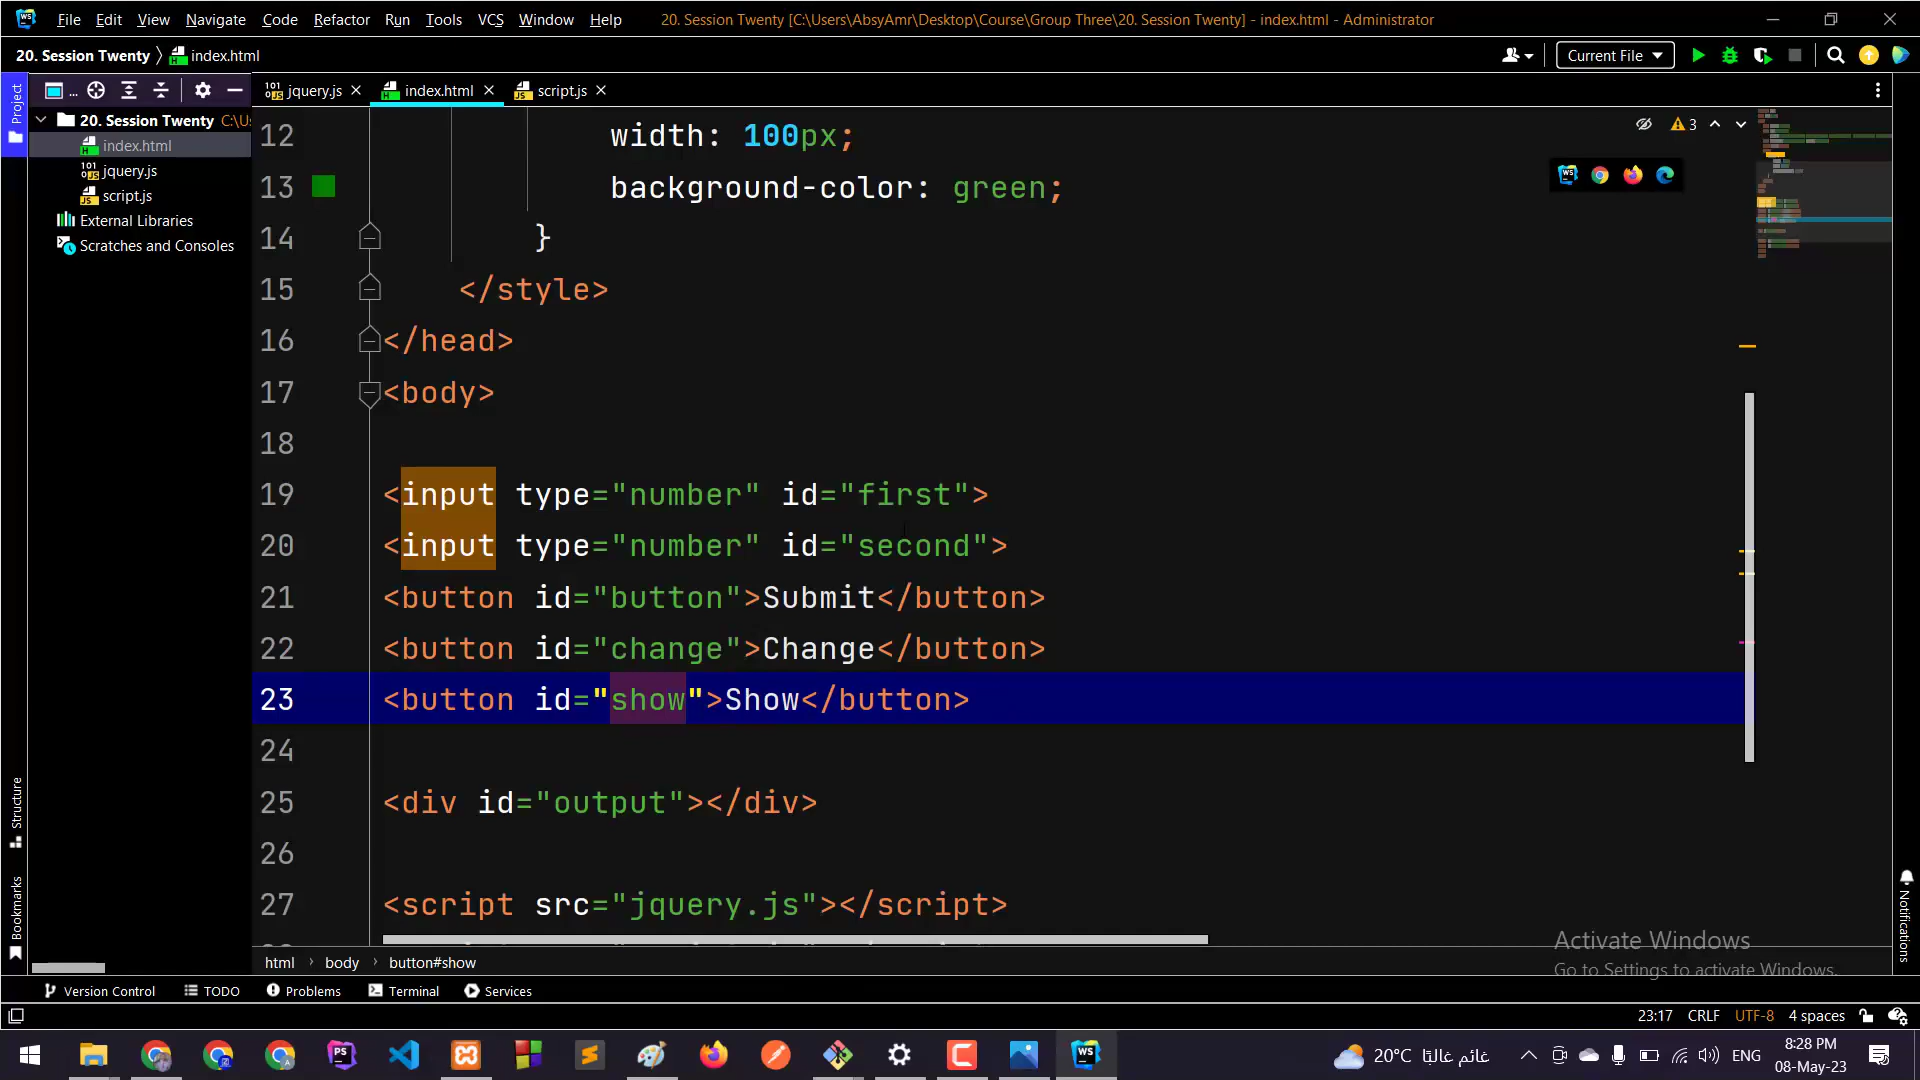 File Edit View Navigate Code Refactor Run Tools VCS Window Help 20. Session Twenty [C:\Users\AbsyAmr\Desktop\Course\Group Three\20. Session Twenty] - index.html - Administrator
20. Session Twenty index.html Current File
Project
... jquery.js index.html script.js
20. Session Twenty C:\U
index.html
jquery.js
script.js
External Libraries
Scratches and Consoles
3
12 width: 100px;
13 background-color: green;
14 }
15 </style>
16 </head>
17 <body>
18
19 <input type="number" id="first">
20 <input type="number" id="second">
21 <button id="button">Submit</button>
22 <button id="change">Change</button>
23 <button id="show">Show</button>
24
25 <div id="output"></div>
26
27 <script src="jquery.js"></script>
Structure
Bookmarks
Notifications
Activate Windows
Go to Settings to activate Windows.
html body button#show
Version Control TODO Problems Terminal Services
23:17 CRLF UTF-8 4 spaces
20°C غائم غالبًا ENG 8:28 PM
08-May-23